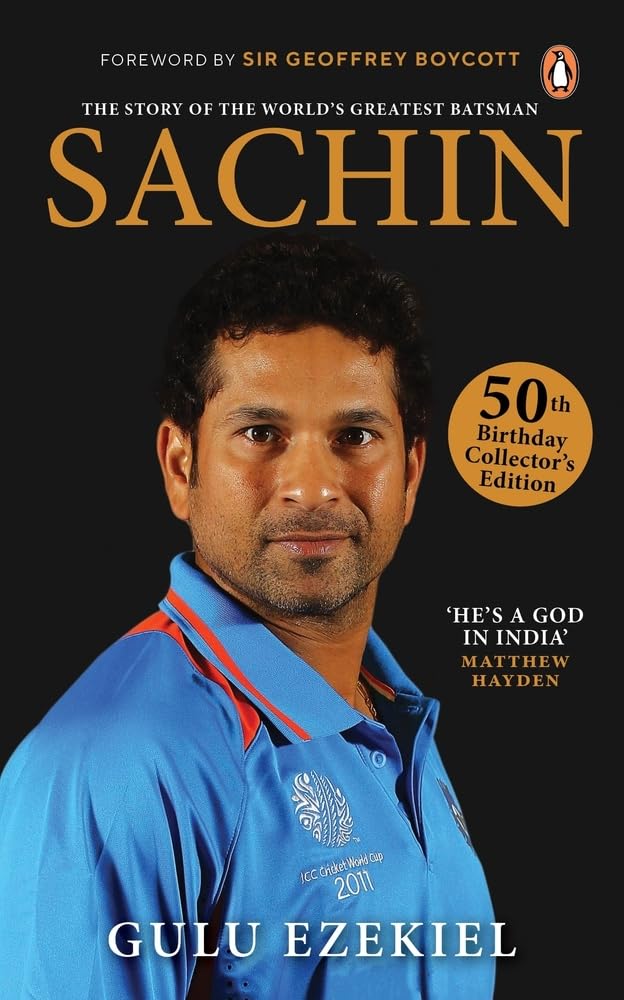 FOREWORD BY SIR GEOFFREY BOYCOTT
THE STORY OF THE WORLD'S GREATEST BATSMAN
SACHIN
50th
Birthday
Collector's
Edition
‘HE'S A GOD
IN INDIA’
MATTHEW
HAYDEN
ICC Cricket World Cup
2011
GULU EZEKIEL